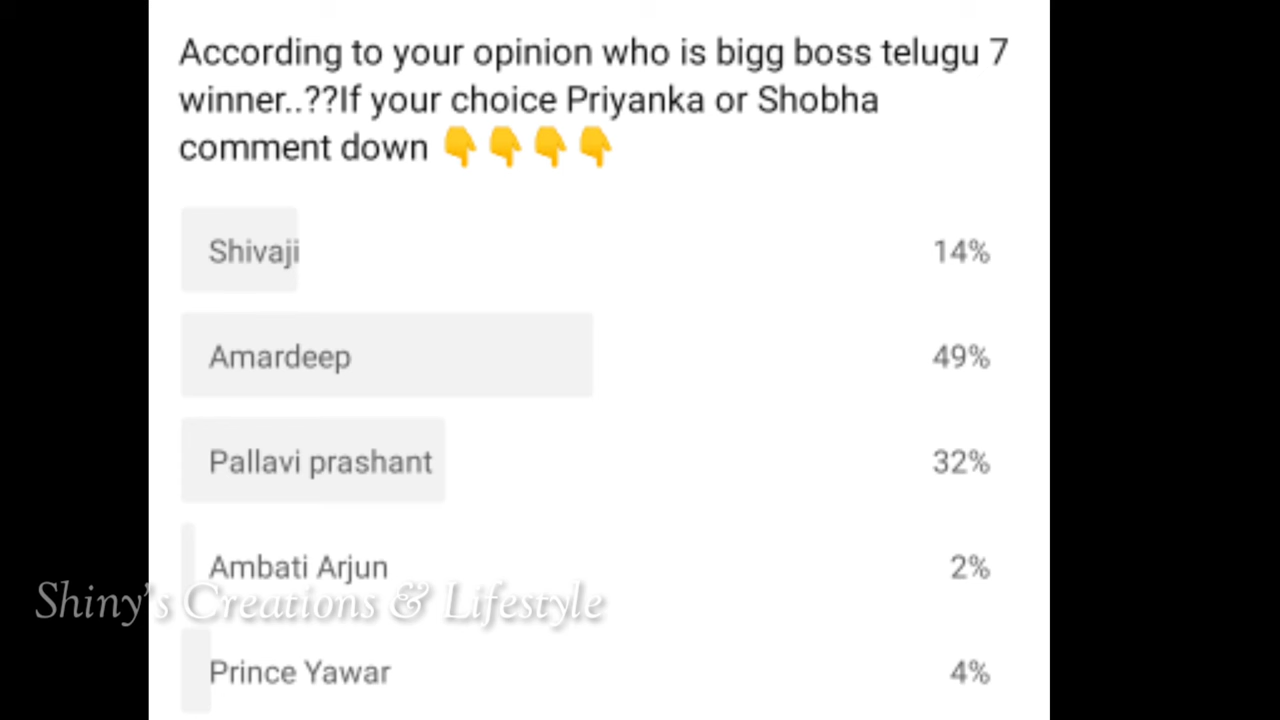 According to your opinion who is bigg boss telugu 7
winner..??If your choice Priyanka or Shobha
comment down 👇👇👇👇
Shivaji 14%
Amardeep 49%
Pallavi prashant 32%
Ambati Arjun 2%
Shiny's Creations & Lifestyle
Prince Yawar 4%